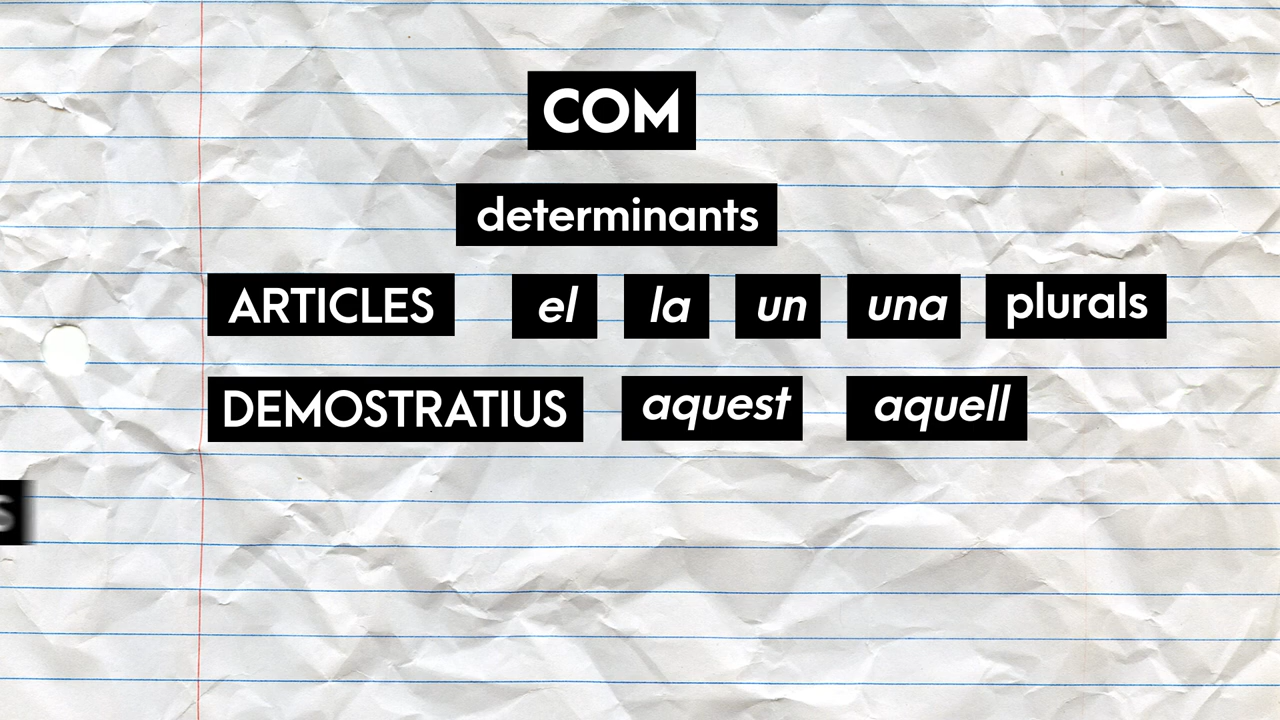 COM
determinants
ARTICLES el la un una plurals
DEMOSTRATIUS aquest aquell